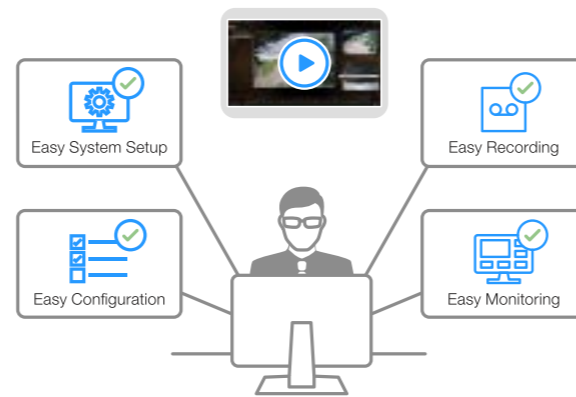 Easy System Setup
Easy Recording
Easy Configuration
Easy Monitoring